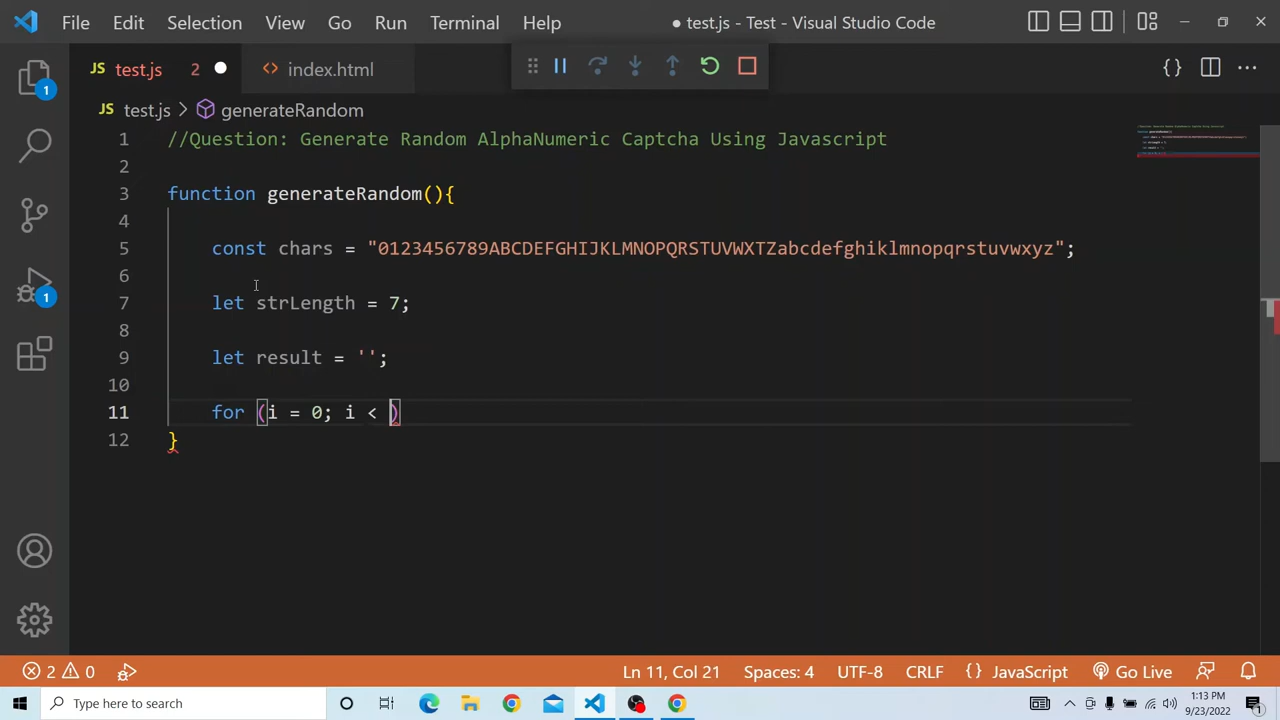 File Edit Selection View Go Run Terminal Help ● test.js - Test - Visual Studio Code
JS test.js 2 ● <> index.html
JS test.js > generateRandom
1 //Question: Generate Random AlphaNumeric Captcha Using Javascript
2
3 function generateRandom(){
4
5 const chars = "0123456789ABCDEFGHIJKLMNOPQRSTUVWXTZabcdefghiklmnopqrstuvwxyz";
6
7 let strLength = 7;
8
9 let result = '';
10
11 for (i = 0; i < )
12 }
1
1
2 0 Ln 11, Col 21 Spaces: 4 UTF-8 CRLF {} JavaScript Go Live
Type here to search 1:13 PM
9/23/2022 1